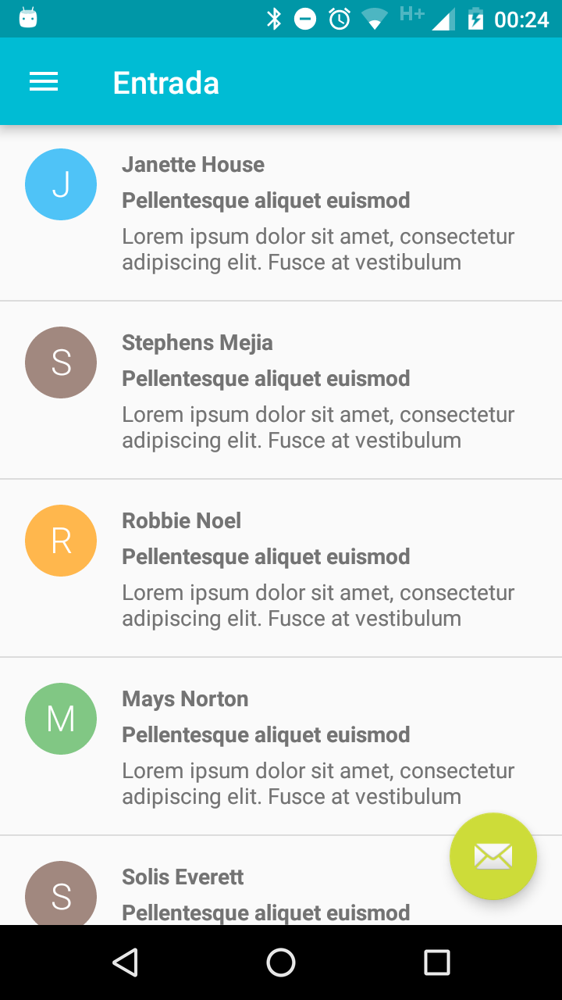 H+ 00:24
Entrada
J
Janette House
Pellentesque aliquet euismod
Lorem ipsum dolor sit amet, consectetur
adipiscing elit. Fusce at vestibulum
S
Stephens Mejia
Pellentesque aliquet euismod
Lorem ipsum dolor sit amet, consectetur
adipiscing elit. Fusce at vestibulum
R
Robbie Noel
Pellentesque aliquet euismod
Lorem ipsum dolor sit amet, consectetur
adipiscing elit. Fusce at vestibulum
M
Mays Norton
Pellentesque aliquet euismod
Lorem ipsum dolor sit amet, consectetur
adipiscing elit. Fusce at vestibulum
S
Solis Everett
Pellentesque aliquet euismod